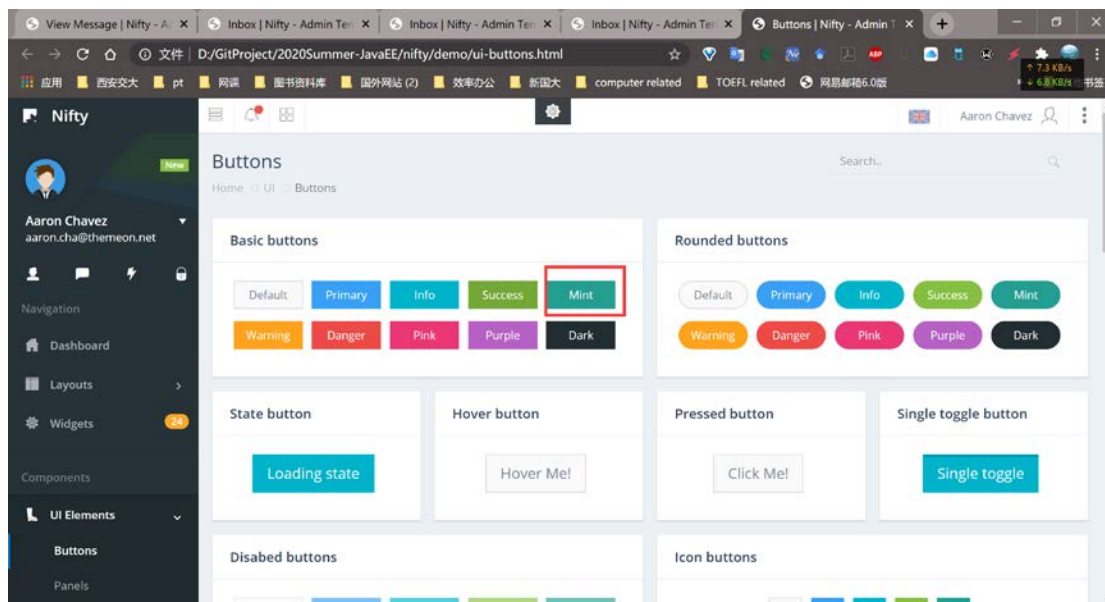 View Message | Nifty - A
Inbox | Nifty - Admin Ten
Inbox | Nifty - Admin Ten
Inbox | Nifty - Admin Ten
Buttons | Nifty - Admin T
文件 | D:/GitProject/2020Summer-JavaEE/nifty/demo/ui-buttons.html
ABP
↑ 7.3 KB/s
↓ 6.8 KB/s
应用 西安交大 pt 网课 图书资料库 国外网站 (2) 效率办公 新国大 computer related TOEFL related 网易邮箱6.0版 书签
Nifty
Aaron Chavez
New
Aaron Chavez
aaron.cha@themeon.net
Navigation
Dashboard
Layouts
Widgets 24
Components
UI Elements
Buttons
Panels
Buttons
Search..
Home UI Buttons
Basic buttons
Default Primary Info Success Mint
Warning Danger Pink Purple Dark
Rounded buttons
Default Primary Info Success Mint
Warning Danger Pink Purple Dark
State button
Loading state
Hover button
Hover Me!
Pressed button
Click Me!
Single toggle button
Single toggle
Disabed buttons
Icon buttons